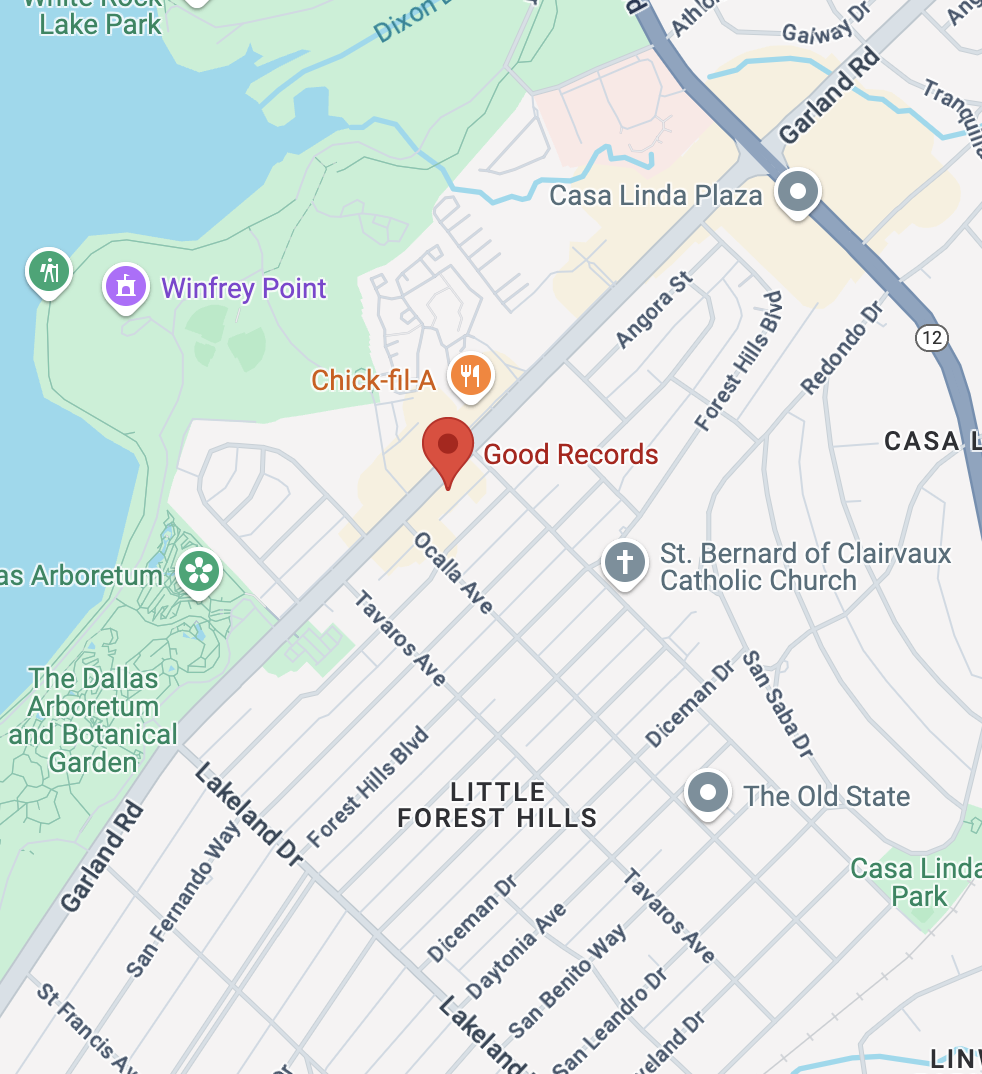 White Rock
Lake Park
Dixon
Athlo
Galway Dr
Garland Rd
Tranquilla
Casa Linda Plaza
Winfrey Point
Angora St
Forest Hills Blvd
Redondo Dr
12
Chick-fil-A
Good Records
CASA L
Ocalla Ave
St. Bernard of Clairvaux
Catholic Church
as Arboretum
Tavaros Ave
The Dallas
Arboretum
and Botanical
Garden
Diceman Dr
San Saba Dr
Forest Hills Blvd
Lakeland Dr
LITTLE
FOREST HILLS
The Old State
Garland Rd
San Fernando Way
Casa Linda
Park
Tavaros Ave
Diceman Dr
Daytonia Ave
San Benito Way
San Leandro Dr
eland Dr
St Francis Av
Lakeland
Dr
LIN